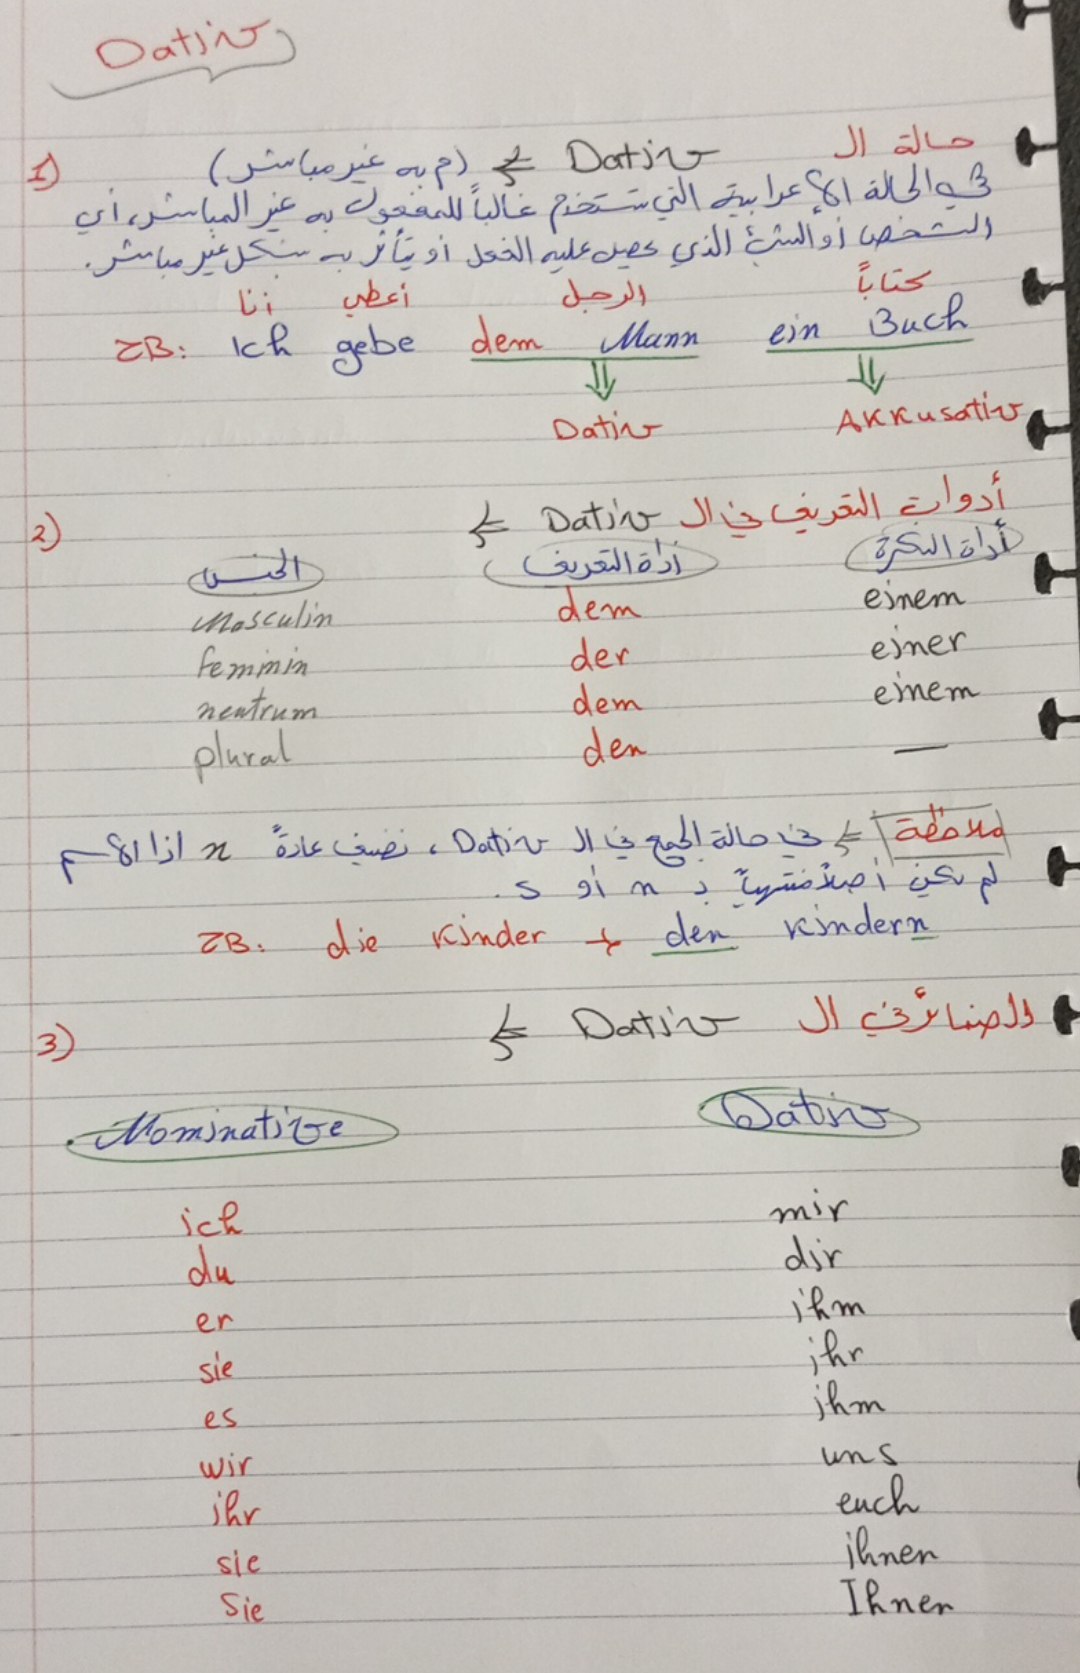 Dativ
1) حالة ال Dativ ⇐ (م به غير مباشر)
هي الحالة الإعرابية التي تستخدم غالباً للمفعول به غير المباشر، أي
الشخص أو الشيء الذي يحصل عليه الفعل أو يتأثر به بشكل غير مباشر.
أنا أعطي الرجل كتاباً
ZB: Ich gebe dem Mann ein Buch
Dativ Akkusativ
2) أدوات التعريف في ال Dativ ⇐
الجنس أداة التعريف أداة النكرة
Masculin dem einem
feminin der einer
neutrum dem einem
plural den —
ملاحظة ⇐ في حالة الجمع في ال Dativ ، نضيف عادةً n اذا الاسم
لم يكن أصلاً منتهياً بـ n أو s.
ZB: die Kinder → den Kindern
3) الضمائر في ال Dativ ⇐
Nominative Dativ
ich mir
du dir
er ihm
sie ihr
es ihm
wir uns
ihr euch
sie ihnen
Sie Ihnen